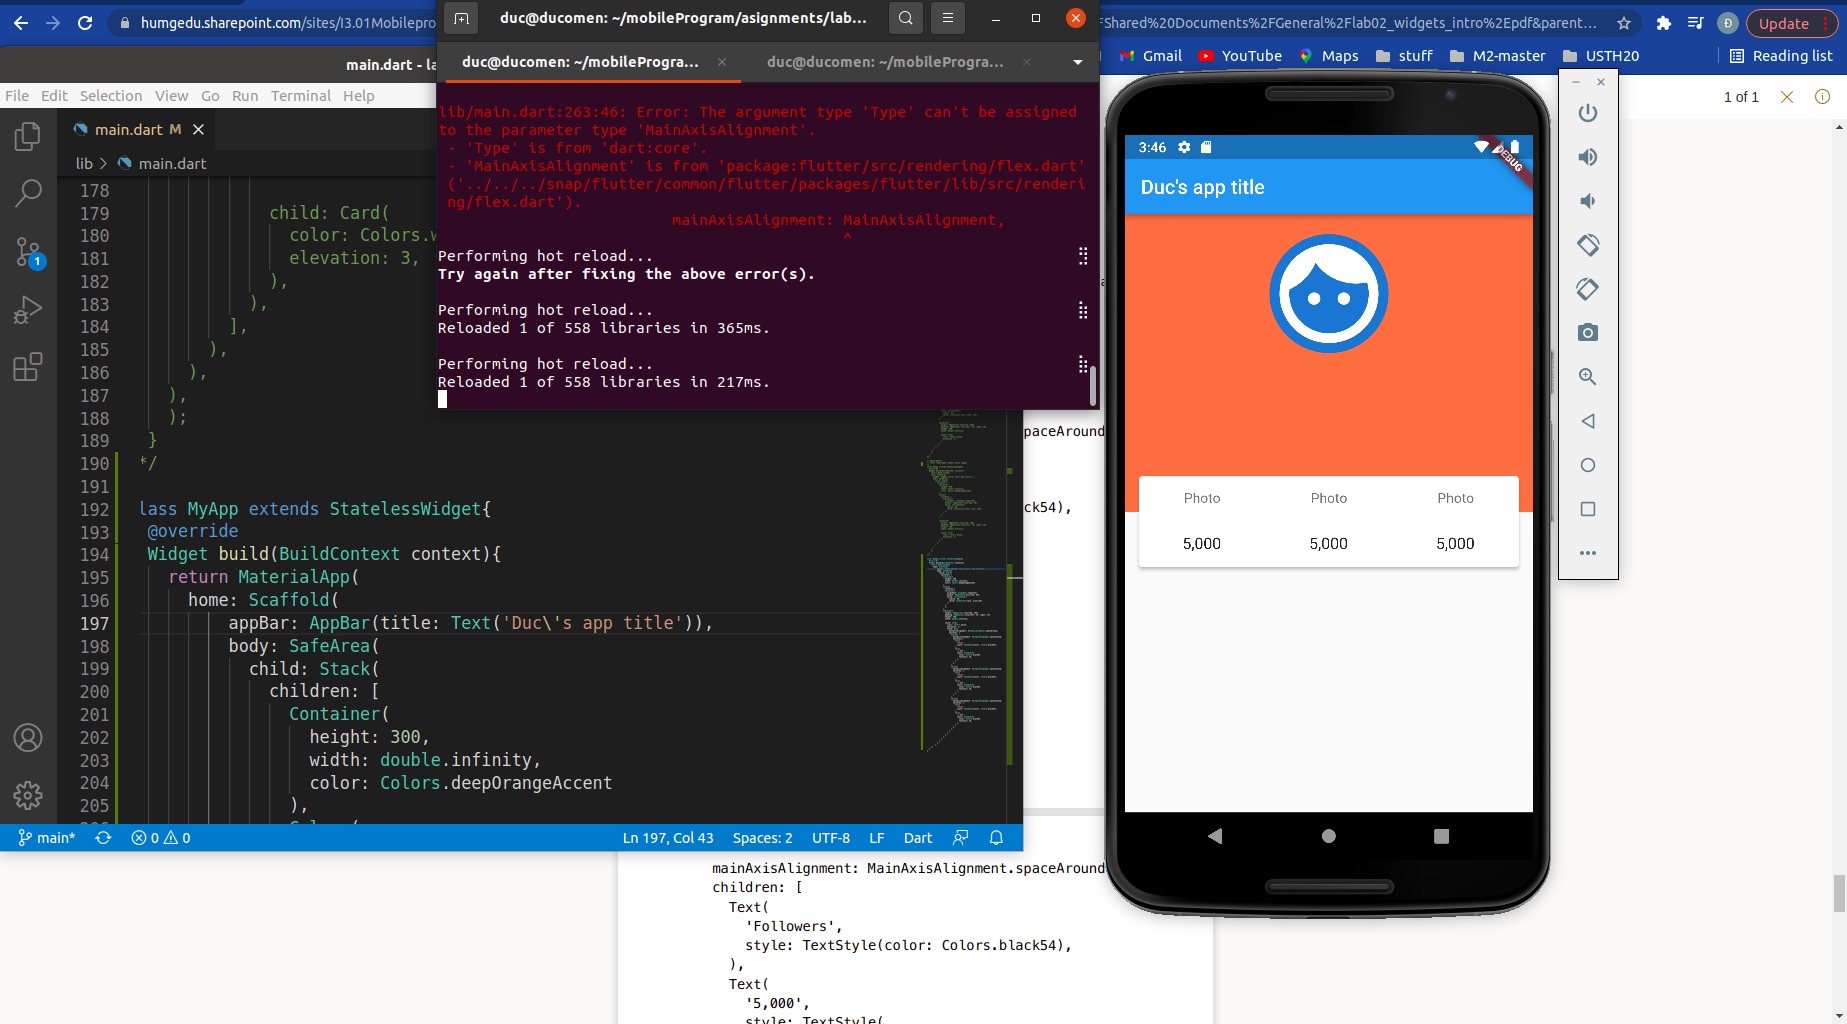 humgedu.sharepoint.com/sites/I3.01Mobilepro
FShared%20Documents%2FGeneral%2Flab02_widgets_intro%2Epdf&parent...
Đ
Update
Gmail
YouTube
Maps
stuff
M2-master
USTH20
Reading list
1 of 1
duc@ducomen: ~/mobileProgram/asignments/lab...
duc@ducomen: ~/mobileProgra...
duc@ducomen: ~/mobileProgra...
lib/main.dart:263:46: Error: The argument type 'Type' can't be assigned
to the parameter type 'MainAxisAlignment'.
- 'Type' is from 'dart:core'.
- 'MainAxisAlignment' is from 'package:flutter/src/rendering/flex.dart'
('../../../snap/flutter/common/flutter/packages/flutter/lib/src/renderi
ng/flex.dart').
mainAxisAlignment: MainAxisAlignment,
^
Performing hot reload...
Try again after fixing the above error(s).
Performing hot reload...
Reloaded 1 of 558 libraries in 365ms.
Performing hot reload...
Reloaded 1 of 558 libraries in 217ms.
main.dart - la
File Edit Selection View Go Run Terminal Help
main.dart M
lib > main.dart
1
178
179 child: Card(
180 color: Colors.w
181 elevation: 3,
182 ),
183 ),
184 ],
185 ),
186 ),
187 ),
188 );
189 }
190 */
191
192 lass MyApp extends StatelessWidget{
193 @override
194 Widget build(BuildContext context){
195 return MaterialApp(
196 home: Scaffold(
197 appBar: AppBar(title: Text('Duc\'s app title')),
198 body: SafeArea(
199 child: Stack(
200 children: [
201 Container(
202 height: 300,
203 width: double.infinity,
204 color: Colors.deepOrangeAccent
205 ),
main* 0 0 Ln 197, Col 43 Spaces: 2 UTF-8 LF Dart
paceAround
ck54),
mainAxisAlignment: MainAxisAlignment.spaceAround
children: [
Text(
'Followers',
style: TextStyle(color: Colors.black54),
),
Text(
'5,000',
style: TextStyle(
3:46
DEBUG
Duc's app title
Photo Photo Photo
5,000 5,000 5,000